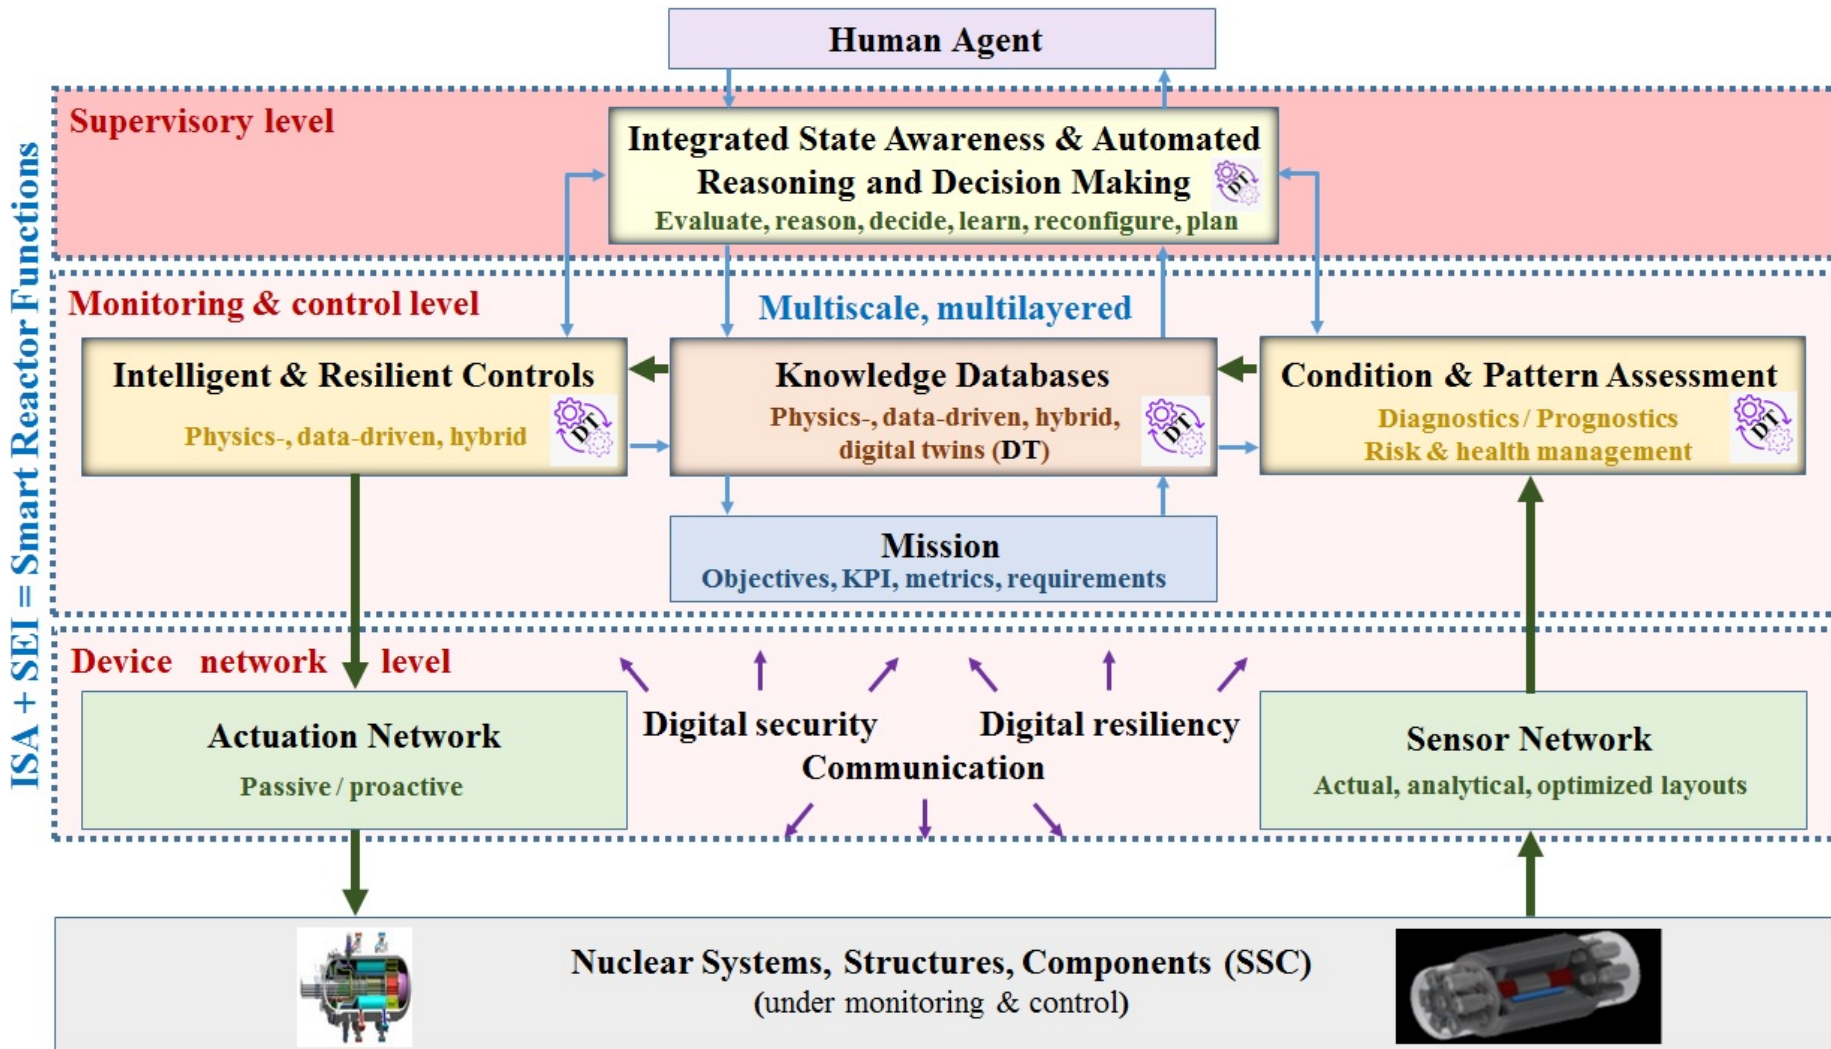 Human Agent
Supervisory level
Integrated State Awareness & Automated
Reasoning and Decision Making
DT
Evaluate, reason, decide, learn, reconfigure, plan
Monitoring & control level
Multiscale, multilayered
Intelligent & Resilient Controls
Physics-, data-driven, hybrid
DT
Knowledge Databases
Physics-, data-driven, hybrid,
digital twins (DT)
DT
Condition & Pattern Assessment
Diagnostics / Prognostics
Risk & health management
DT
Mission
Objectives, KPI, metrics, requirements
Device network level
Actuation Network
Passive / proactive
Digital security
Digital resiliency
Communication
Sensor Network
Actual, analytical, optimized layouts
Nuclear Systems, Structures, Components (SSC)
(under monitoring & control)
ISA + SEI = Smart Reactor Functions